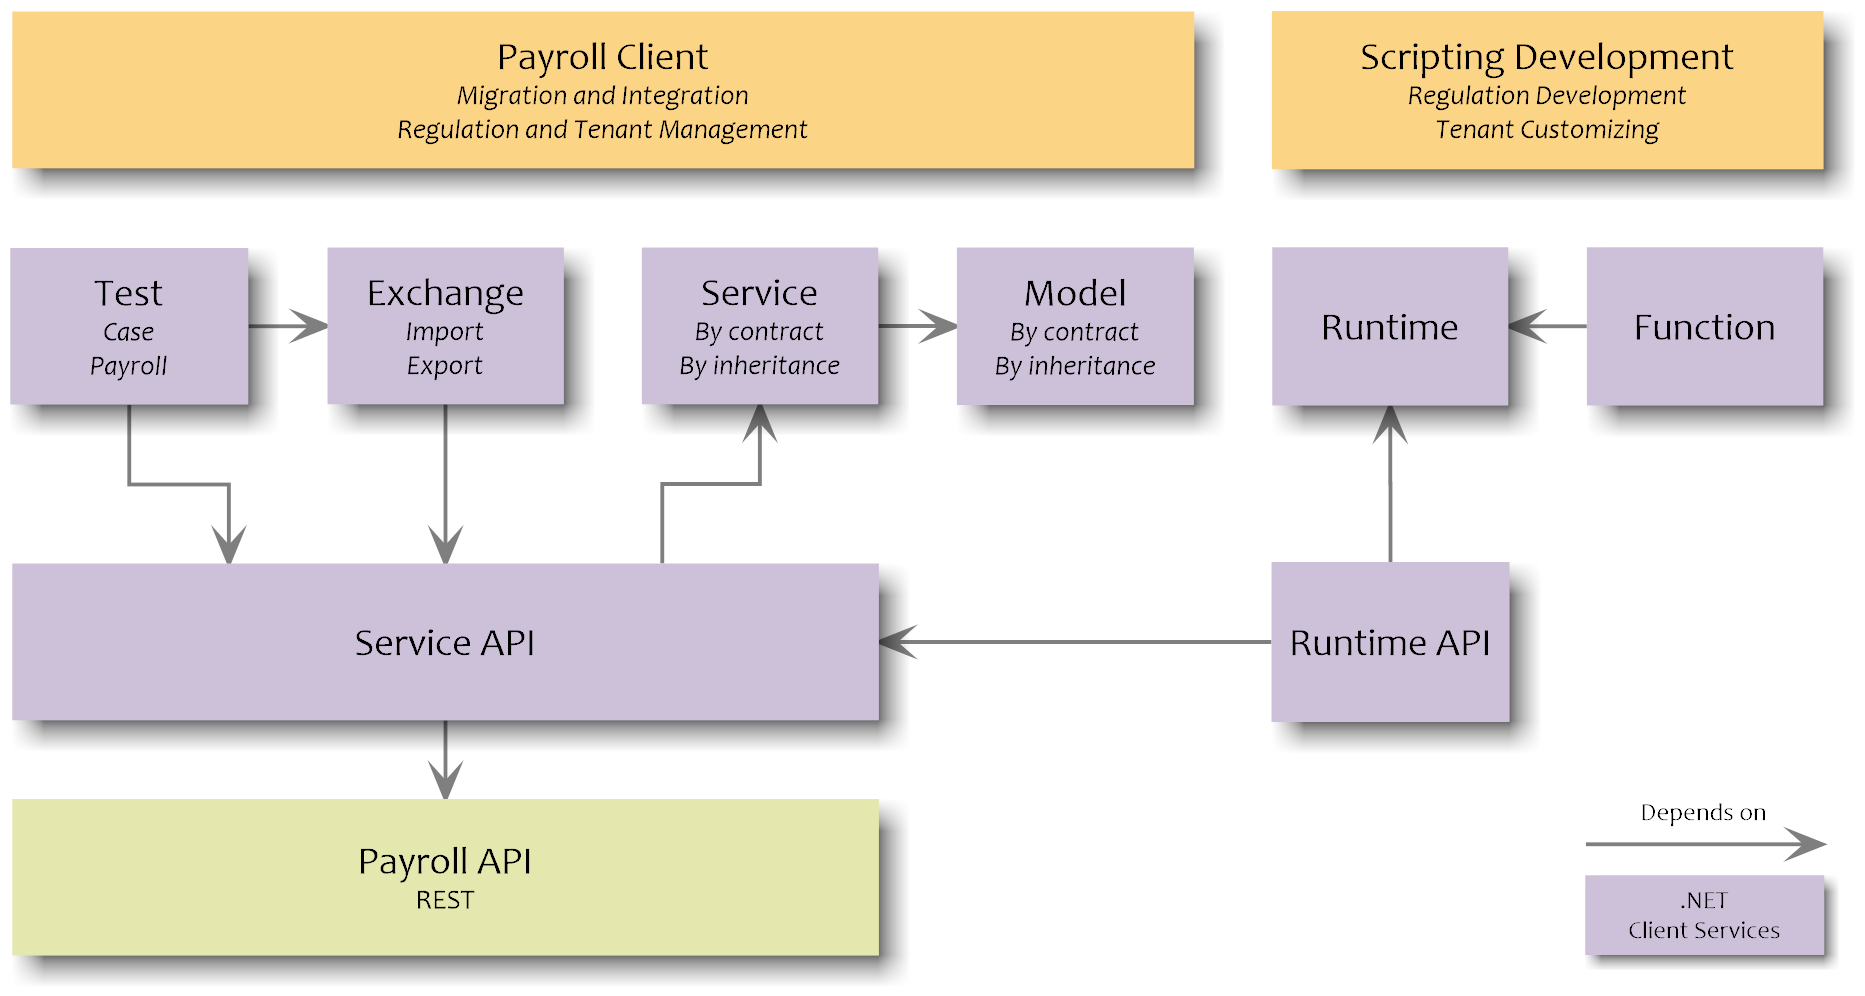 Payroll Client
Migration and Integration
Regulation and Tenant Management
Scripting Development
Regulation Development
Tenant Customizing
Test
Case
Payroll
Exchange
Import
Export
Service
By contract
By inheritance
Model
By contract
By inheritance
Runtime
Function
Service API
Runtime API
Payroll API
REST
Depends on
.NET
Client Services